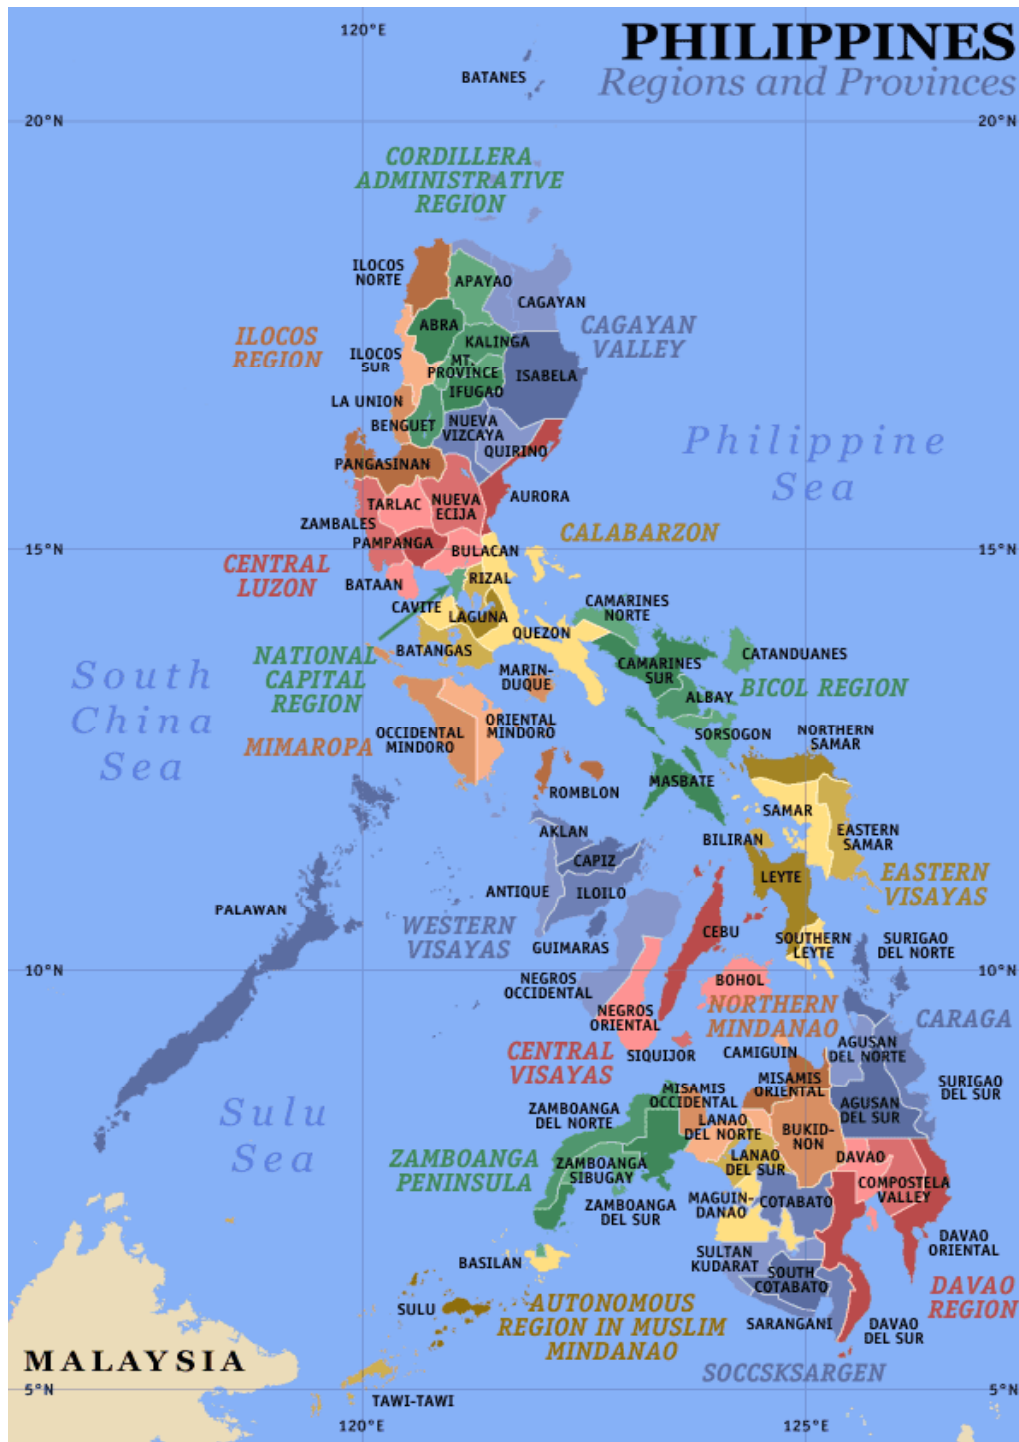 120°E
PHILIPPINES
Regions and Provinces
BATANES
20°N
20°N
CORDILLERA
ADMINISTRATIVE
REGION
ILOCOS
NORTE
APAYAO
CAGAYAN
ABRA
CAGAYAN
VALLEY
ILOCOS
REGION
KALINGA
ILOCOS
SUR
MT.
PROVINCE
ISABELA
IFUGAO
LA UNION
BENGUET
NUEVA
VIZCAYA
QUIRINO
Philippine
Sea
PANGASINAN
TARLAC
NUEVA
ECIJA
AURORA
ZAMBALES
PAMPANGA
CALABARZON
15°N
BULACAN
15°N
CENTRAL
LUZON
BATAAN
RIZAL
CAVITE
LAGUNA
CAMARINES
NORTE
QUEZON
BATANGAS
NATIONAL
CAPITAL
REGION
MARIN-
DUQUE
CAMARINES
SUR
CATANDUANES
ALBAY
BICOL REGION
South
China
Sea
ORIENTAL
MINDORO
OCCIDENTAL
MINDORO
MIMAROPA
SORSOGON
NORTHERN
SAMAR
ROMBLON
MASBATE
SAMAR
AKLAN
BILIRAN
EASTERN
SAMAR
CAPIZ
LEYTE
EASTERN
VISAYAS
ANTIQUE
ILOILO
PALAWAN
WESTERN
VISAYAS
GUIMARAS
CEBU
SOUTHERN
LEYTE
SURIGAO
DEL NORTE
10°N
10°N
NEGROS
OCCIDENTAL
BOHOL
NEGROS
ORIENTAL
NORTHERN
MINDANAO
CARAGA
CENTRAL
VISAYAS
SIQUIJOR
CAMIGUIN
AGUSAN
DEL NORTE
MISAMIS
OCCIDENTAL
MISAMIS
ORIENTAL
SURIGAO
DEL SUR
Sulu
Sea
ZAMBOANGA
DEL NORTE
LANAO
DEL NORTE
AGUSAN
DEL SUR
BUKID-
NON
ZAMBOANGA
PENINSULA
ZAMBOANGA
SIBUGAY
LANAO
DEL SUR
DAVAO
COMPOSTELA
VALLEY
ZAMBOANGA
DEL SUR
MAGUIN-
DANAO
COTABATO
BASILAN
SULTAN
KUDARAT
DAVAO
ORIENTAL
SOUTH
COTABATO
DAVAO
REGION
SULU
AUTONOMOUS
REGION IN MUSLIM
MINDANAO
SARANGANI
DAVAO
DEL SUR
MALAYSIA
SOCCSKSARGEN
5°N
5°N
TAWI-TAWI
120°E
125°E